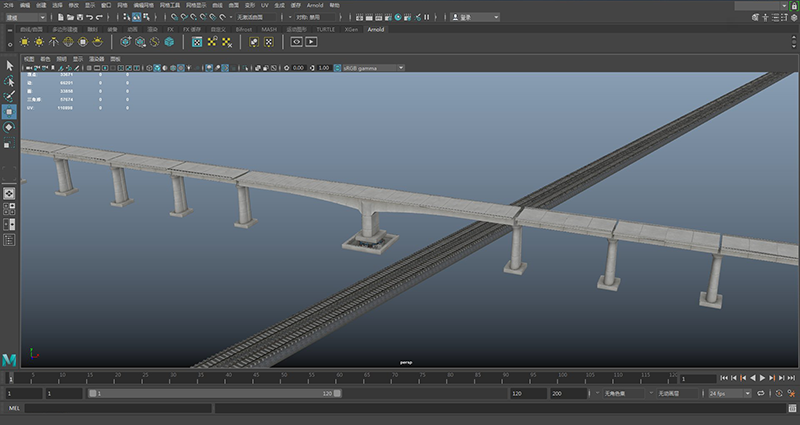 文件 编辑 创建 选择 修改 显示 窗口 网格 编辑网格 网格工具 网格显示 曲线 曲面 变形 UV 生成 缓存 Arnold 帮助
建模 无激活曲面 对称: 禁用 登录
曲线/曲面 多边形建模 雕刻 装备 动画 渲染 FX FX 缓存 自定义 Bifrost MASH 运动图形 TURTLE XGen Arnold
视图 着色 照明 显示 渲染器 面板
0.00 1.00 sRGB gamma
顶点: 0 0
边: 0 0
面: 0 0
三角形: 0 0
UV: 0 0
persp
1 5 10 15 20 25 30 35 40 45 50 55 60 65 70 75 80 85 90 95 100 105 110 115 120 1
1 1 1 120 120 200 无角色集 无动画层 24 fps
MEL